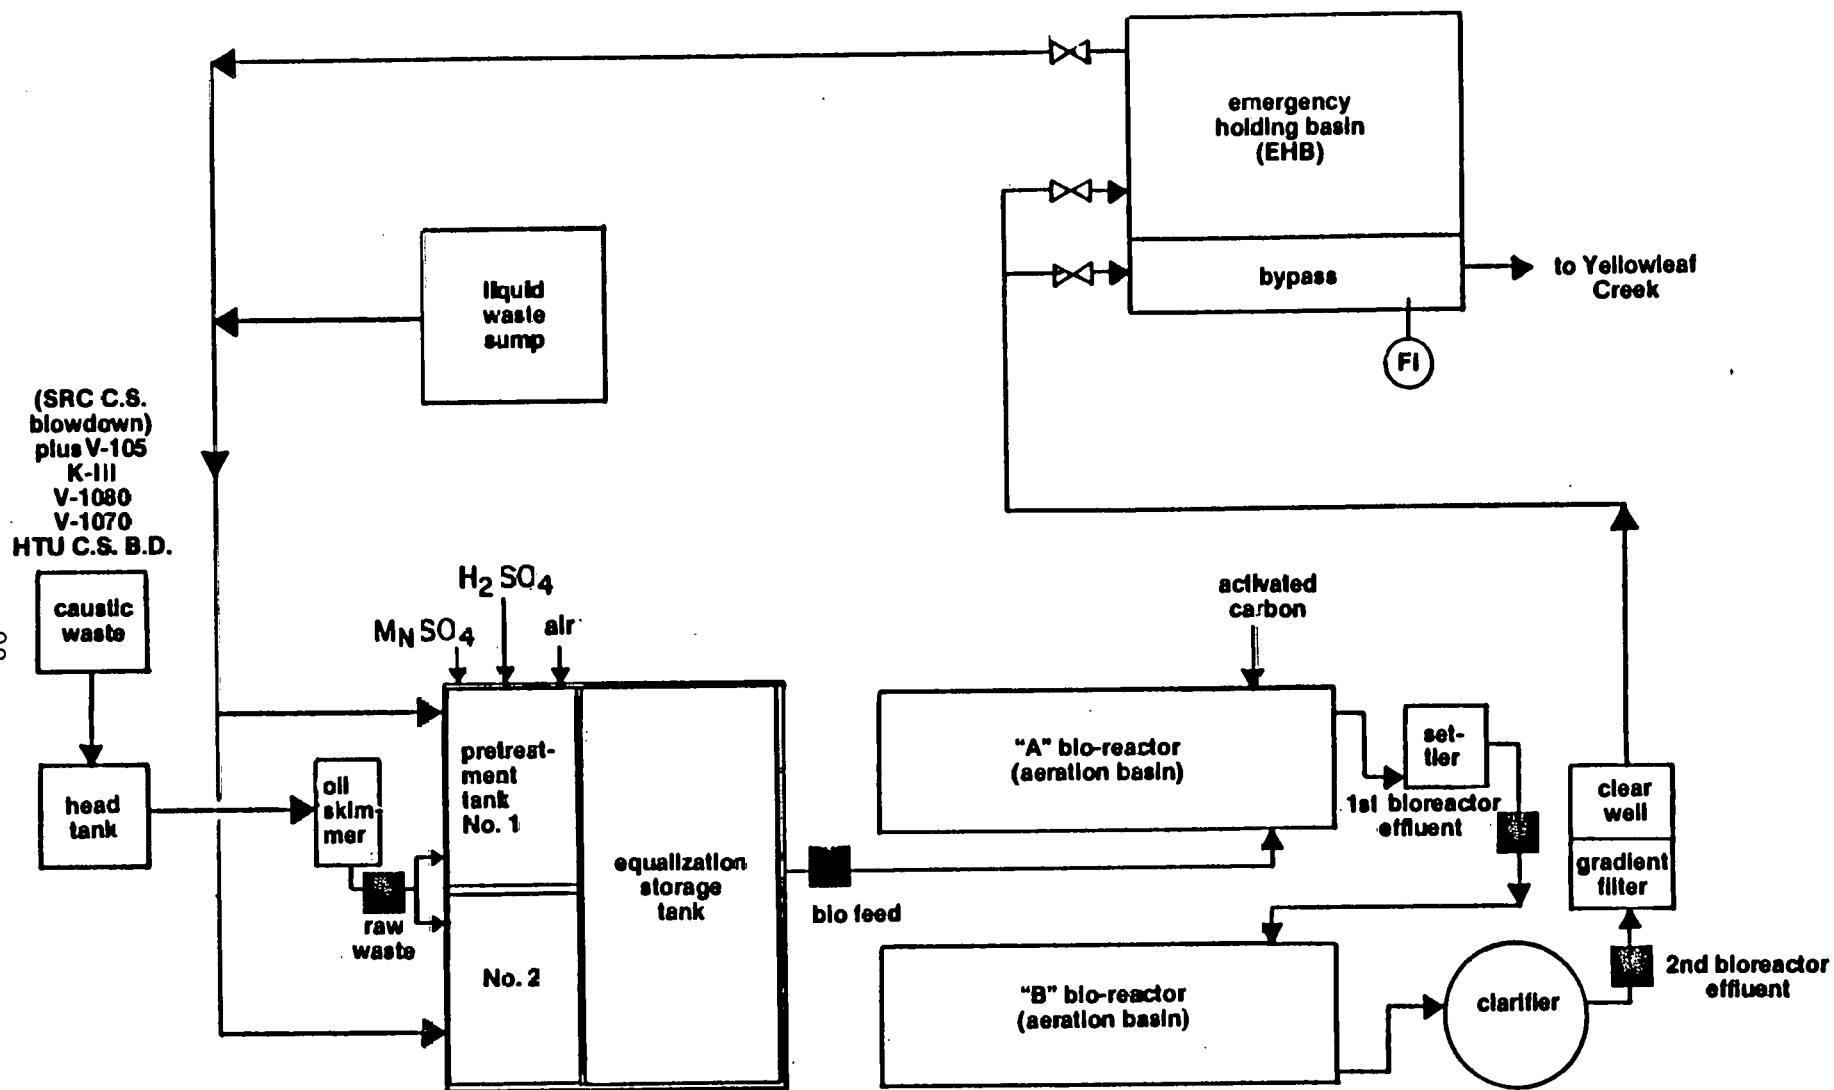 emergency
holding basin
(EHB)
bypass
to Yellowleaf
Creek
FI
liquid
waste
sump
(SRC C.S.
blowdown)
plus V-105
K-III
V-1080
V-1070
HTU C.S. B.D.
caustic
waste
head
tank
oil
skim-
mer
raw
waste
MNSO4
H2SO4
air
pretreat-
ment
tank
No. 1
No. 2
equalization
storage
tank
bio feed
activated
carbon
"A" bio-reactor
(aeration basin)
set-
tler
1st bioreactor
effluent
"B" bio-reactor
(aeration basin)
clarifier
clear
well
gradient
filter
2nd bioreactor
effluent